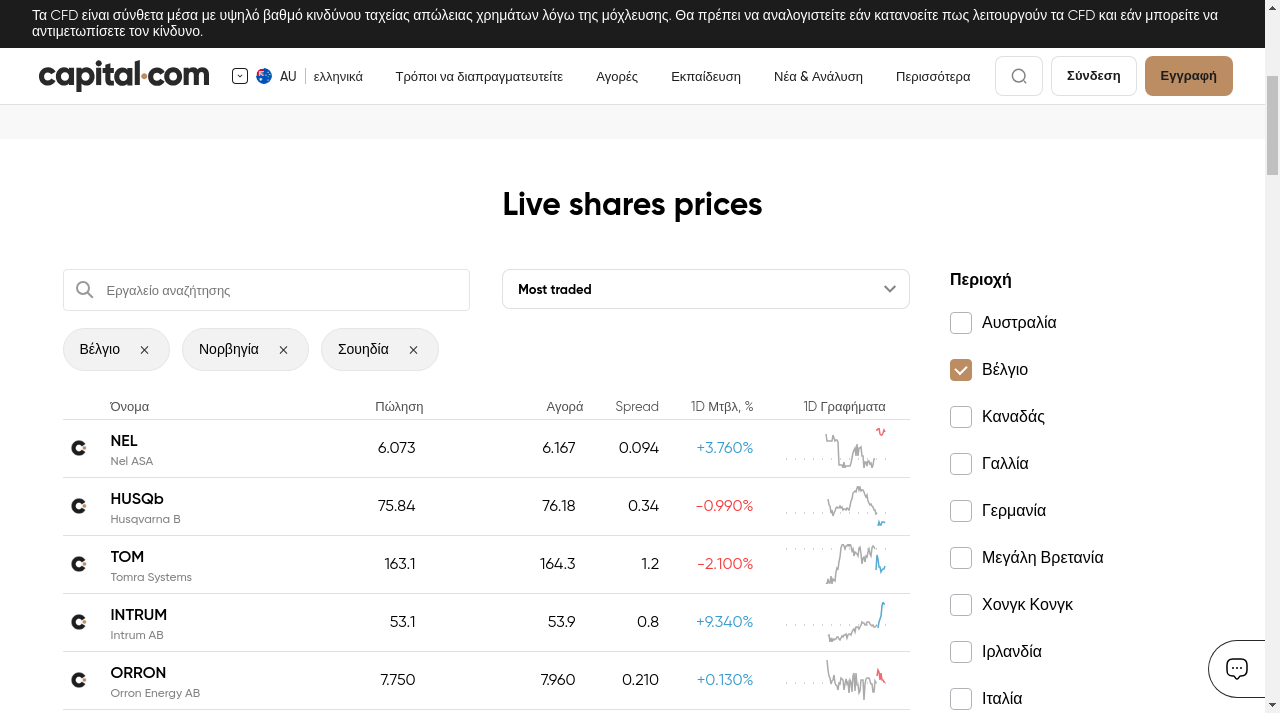 Τα CFD είναι σύνθετα μέσα με υψηλό βαθμό κινδύνου ταχείας απώλειας χρημάτων λόγω της μόχλευσης. Θα πρέπει να αναλογιστείτε εάν κατανοείτε πως λειτουργούν τα CFD και εάν μπορείτε να
αντιμετωπίσετε τον κίνδυνο.
capital.com AU ελληνικά Τρόποι να διαπραγματευτείτε Αγορές Εκπαίδευση Νέα & Ανάλυση Περισσότερα Σύνδεση Εγγραφή
Live shares prices
Εργαλείο αναζήτησης
Most traded
Βέλγιο Νορβηγία Σουηδία
Όνομα Πώληση Αγορά Spread 1D Μτβλ, % 1D Γραφήματα
NEL 6.073 6.167 0.094 +3.760%
Nel ASA
HUSQb 75.84 76.18 0.34 -0.990%
Husqvarna B
TOM 163.1 164.3 1.2 -2.100%
Tomra Systems
INTRUM 53.1 53.9 0.8 +9.340%
Intrum AB
ORRON 7.750 7.960 0.210 +0.130%
Orron Energy AB
Περιοχή
Αυστραλία
Βέλγιο
Καναδάς
Γαλλία
Γερμανία
Μεγάλη Βρετανία
Χονγκ Κονγκ
Ιρλανδία
Ιταλία